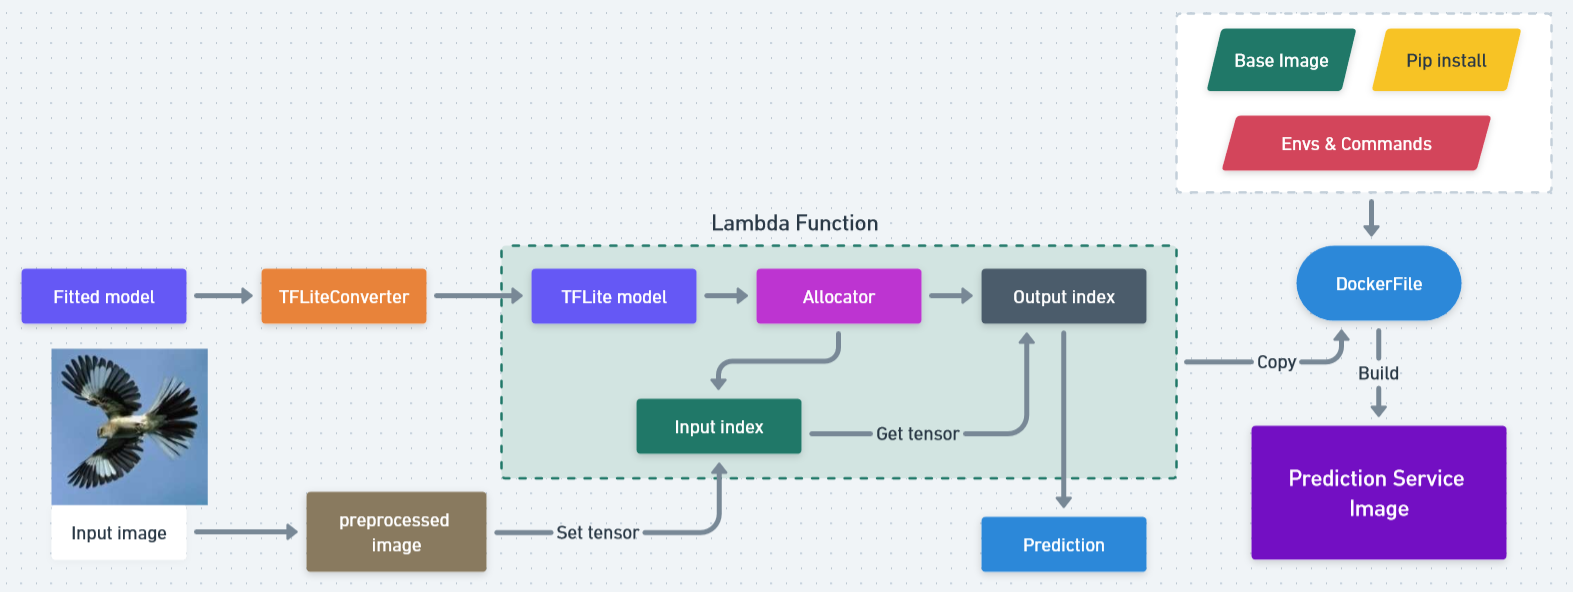 Base Image
Pip install
Envs & Commands
Lambda Function
Fitted model
TFLiteConverter
TFLite model
Allocator
Output index
DockerFile
Copy
Build
Input index
Get tensor
Prediction Service
Image
Input image
preprocessed
image
Set tensor
Prediction